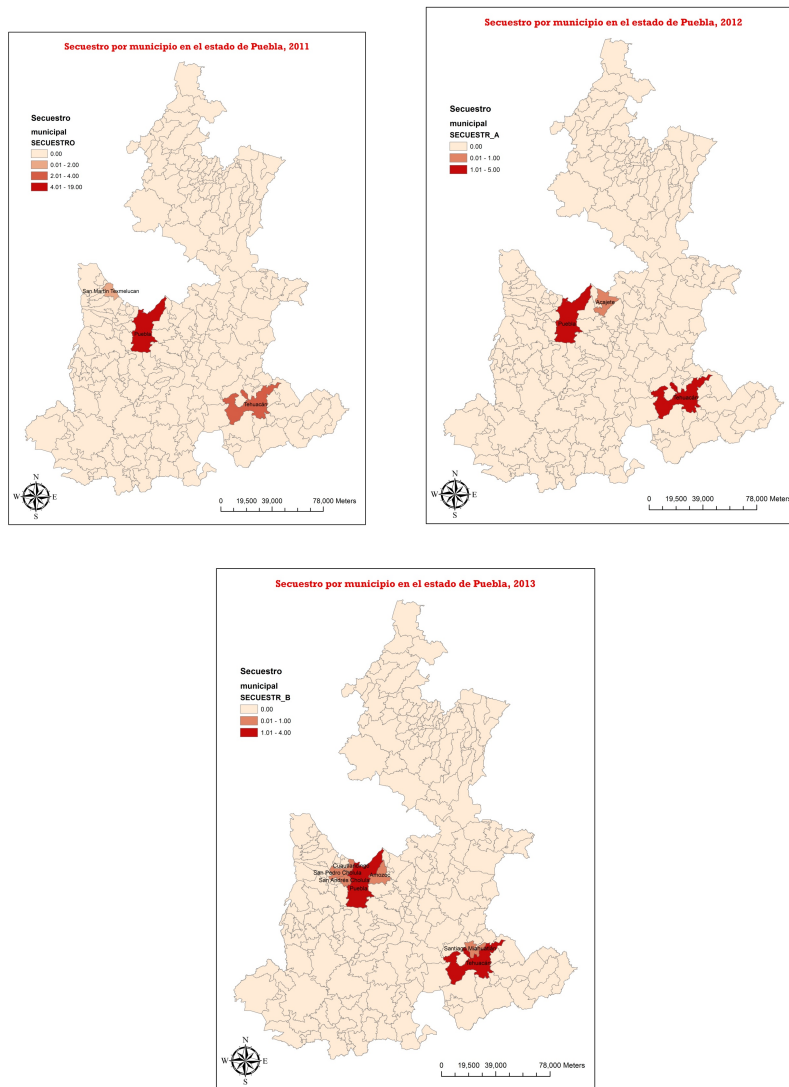 Secuestro por municipio en el estado de Puebla, 2011
Secuestro
municipal
SECUESTRO
0.00
0.01 - 2.00
2.01 - 4.00
4.01 - 19.00
San Martín Texmelucan
Puebla
Tehuacán
N
W E
S
0 19,500 39,000 78,000 Meters
Secuestro por municipio en el estado de Puebla, 2012
Secuestro
municipal
SECUESTR_A
0.00
0.01 - 1.00
1.01 - 5.00
Acajete
Puebla
Tehuacán
N
W E
S
0 19,500 39,000 78,000 Meters
Secuestro por municipio en el estado de Puebla, 2013
Secuestro
municipal
SECUESTR_B
0.00
0.01 - 1.00
1.01 - 4.00
Cuautlancingo
San Pedro Cholula
Amozoc
San Andrés Cholula
Puebla
Santiago Miahuatlán
Tehuacán
N
W E
S
0 19,500 39,000 78,000 Meters